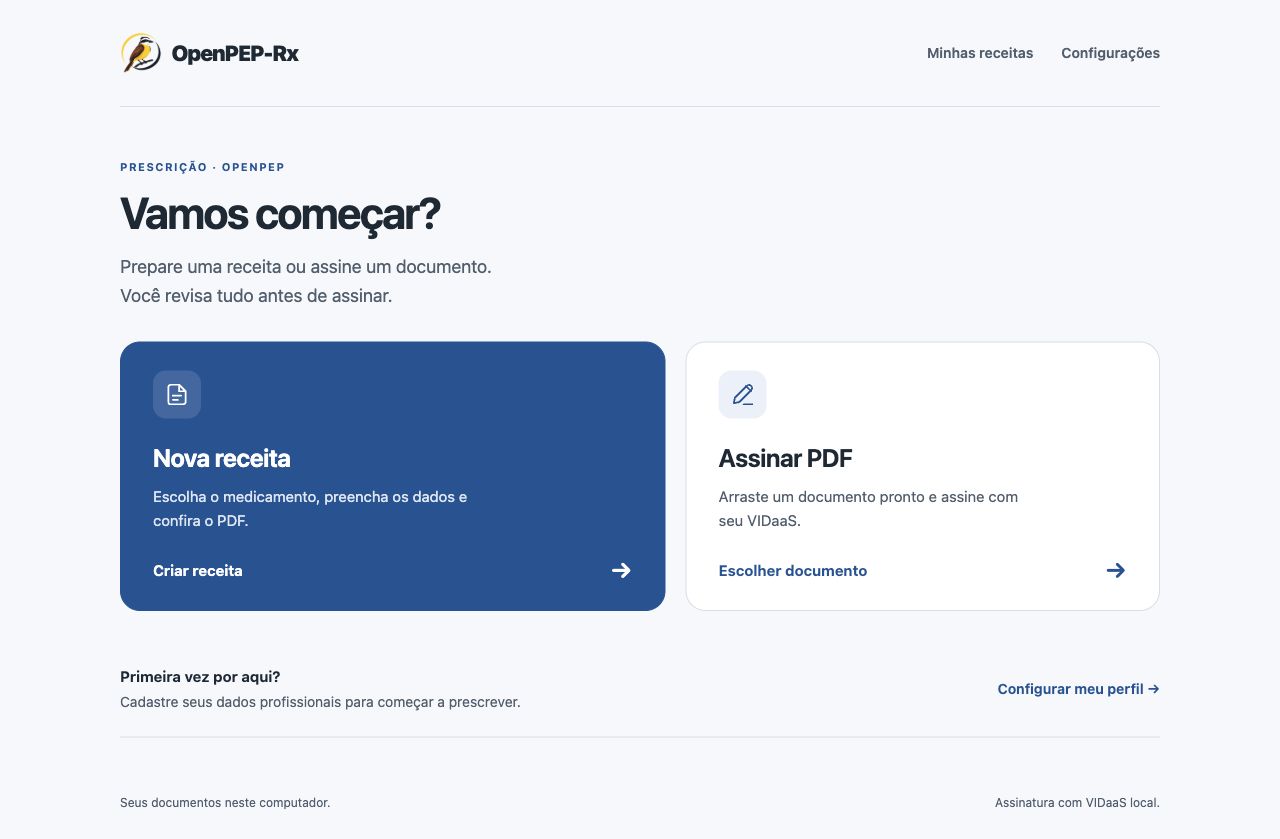 OpenPEP-Rx
Minhas receitas
Configurações
PRESCRIÇÃO · OPENPEP
Vamos começar?
Prepare uma receita ou assine um documento.
Você revisa tudo antes de assinar.
Nova receita
Escolha o medicamento, preencha os dados e
confira o PDF.
Criar receita →
Assinar PDF
Arraste um documento pronto e assine com
seu VIDaaS.
Escolher documento →
Primeira vez por aqui?
Cadastre seus dados profissionais para começar a prescrever.
Configurar meu perfil →
Seus documentos neste computador.
Assinatura com VIDaaS local.